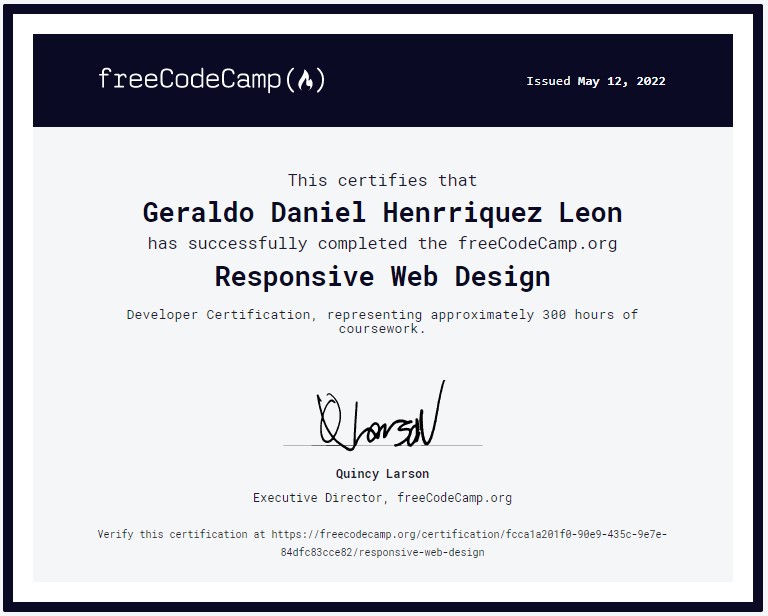 freeCodeCamp
Issued May 12, 2022
This certifies that
Geraldo Daniel Henrriquez Leon
has successfully completed the freeCodeCamp.org
Responsive Web Design
Developer Certification, representing approximately 300 hours of
coursework.
Q Larson
Quincy Larson
Executive Director, freeCodeCamp.org
Verify this certification at https://freecodecamp.org/certification/fcca1a201f0-90e9-435c-9e7e-
84dfc83cce82/responsive-web-design